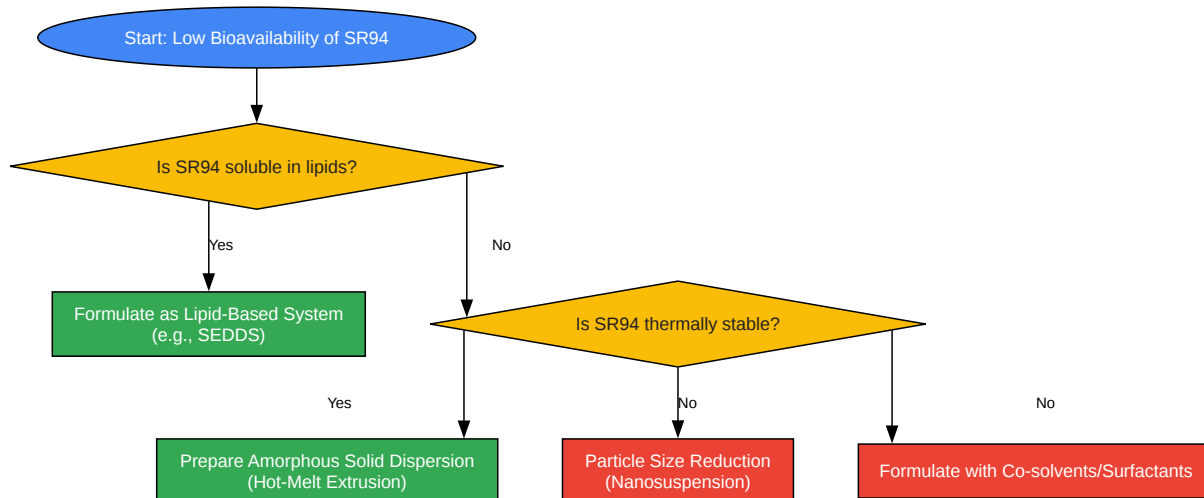 Start: Low Bioavailability of SR94
Is SR94 soluble in lipids?
Yes
No
Formulate as Lipid-Based System
(e.g., SEDDS)
Is SR94 thermally stable?
Yes
No
No
Prepare Amorphous Solid Dispersion
(Hot-Melt Extrusion)
Particle Size Reduction
(Nanosuspension)
Formulate with Co-solvents/Surfactants